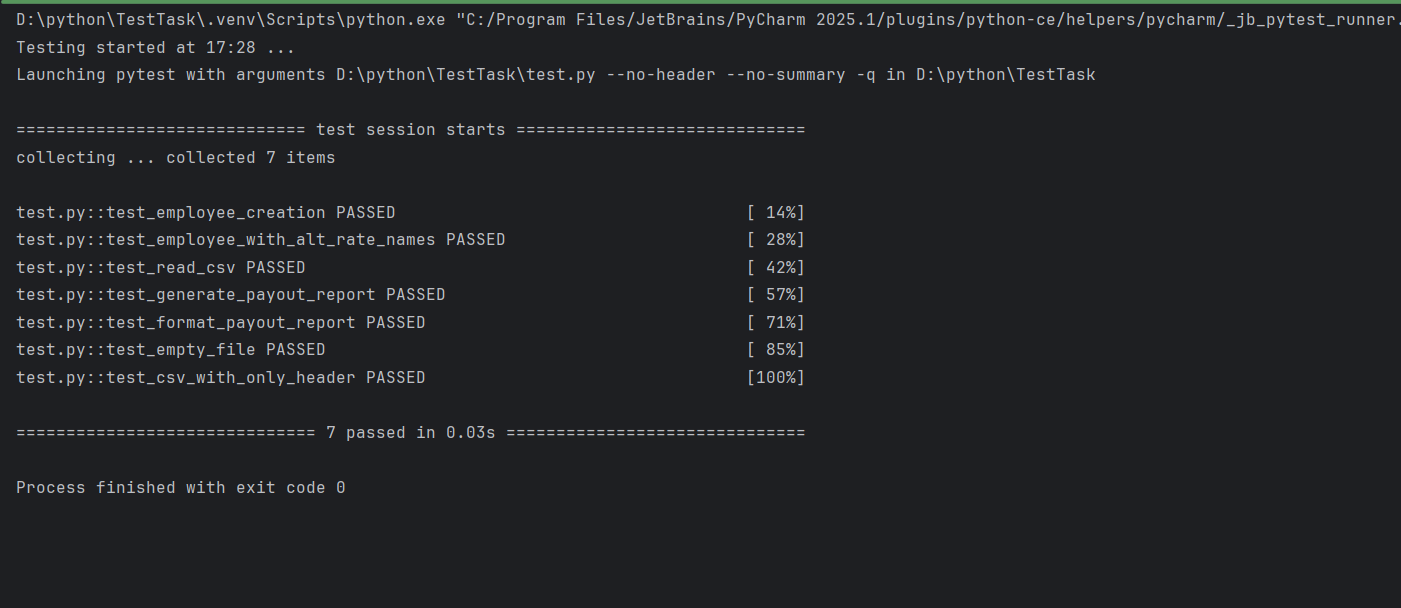 D:\python\TestTask\.venv\Scripts\python.exe "C:/Program Files/JetBrains/PyCharm 2025.1/plugins/python-ce/helpers/pycharm/_jb_pytest_runner.
Testing started at 17:28 ...
Launching pytest with arguments D:\python\TestTask\test.py --no-header --no-summary -q in D:\python\TestTask
============================= test session starts =============================
collecting ... collected 7 items
test.py::test_employee_creation PASSED                                   [ 14%]
test.py::test_employee_with_alt_rate_names PASSED                        [ 28%]
test.py::test_read_csv PASSED                                            [ 42%]
test.py::test_generate_payout_report PASSED                              [ 57%]
test.py::test_format_payout_report PASSED                                [ 71%]
test.py::test_empty_file PASSED                                          [ 85%]
test.py::test_csv_with_only_header PASSED                                [100%]
============================== 7 passed in 0.03s ==============================
Process finished with exit code 0